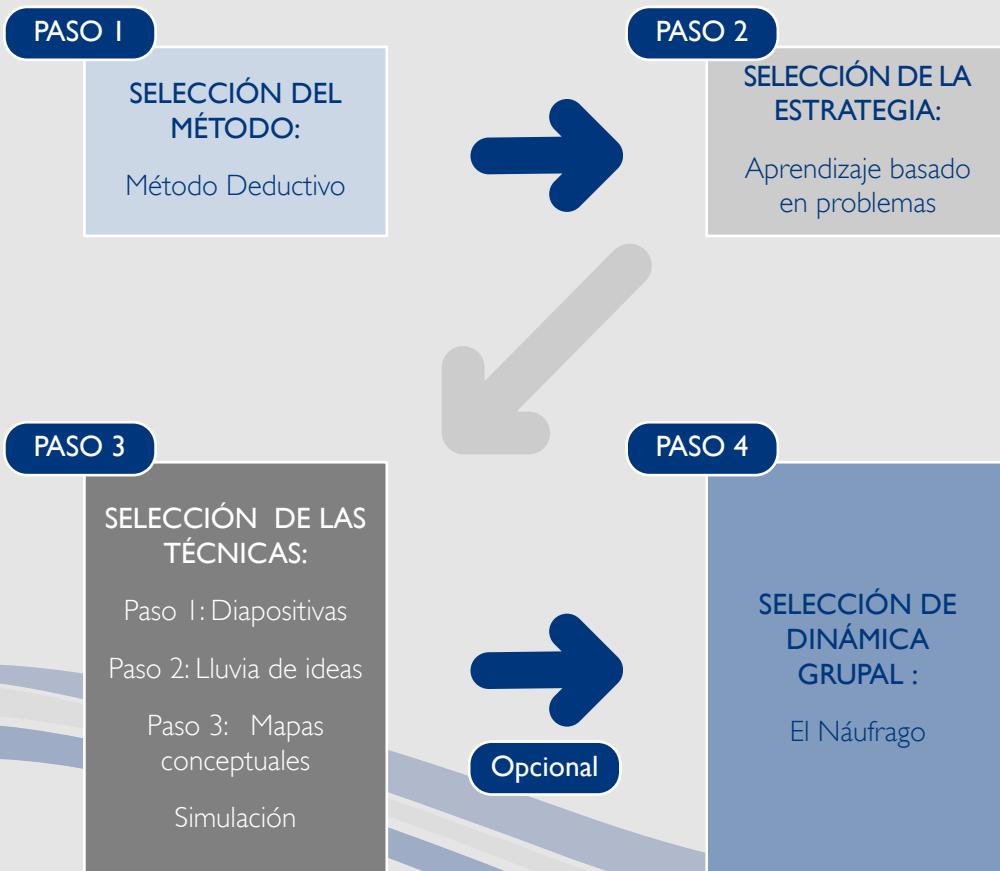 PASO 1
SELECCIÓN DEL
MÉTODO:
Método Deductivo
PASO 2
SELECCIÓN DE LA
ESTRATEGIA:
Aprendizaje basado
en problemas
PASO 3
SELECCIÓN DE LAS
TÉCNICAS:
Paso 1: Diapositivas
Paso 2: Lluvia de ideas
Paso 3: Mapas
conceptuales
Simulación
Opcional
PASO 4
SELECCIÓN DE
DINÁMICA
GRUPAL :
El Náufrago